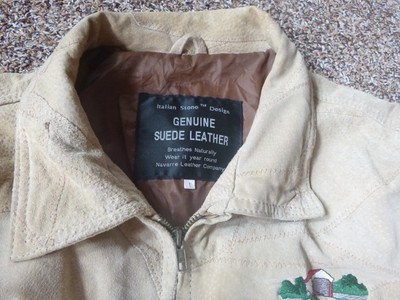 Italian Stone™ Design
GENUINE
SUEDE LEATHER
Breathes Naturally
Wear it year round
Navarre Leather Company